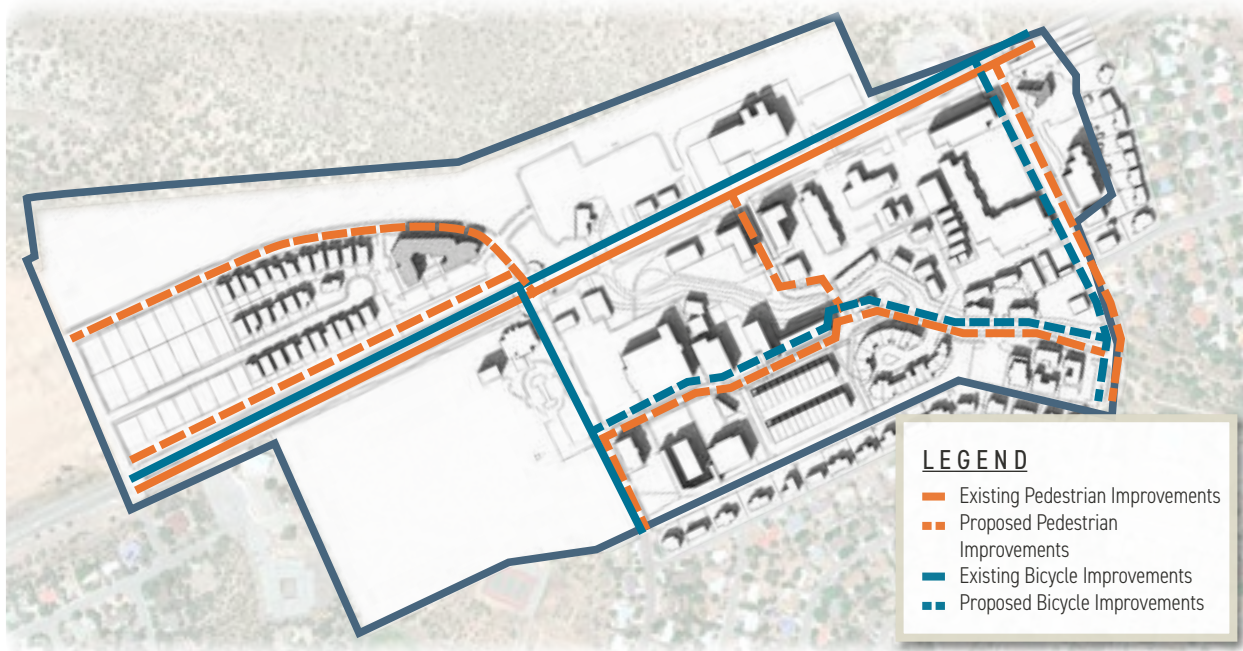 LEGEND
Existing Pedestrian Improvements
Proposed Pedestrian
Improvements
Existing Bicycle Improvements
Proposed Bicycle Improvements